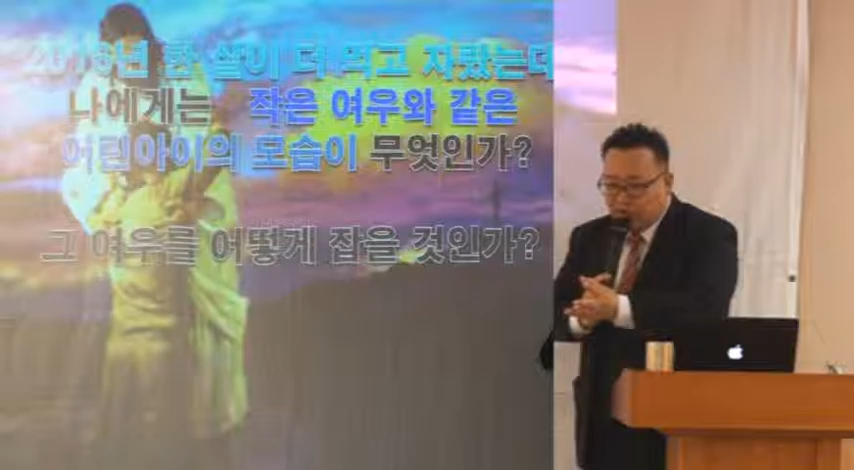 한 살이 더 먹고 자랐는데
나에게는 작은 여우와 같은
어린아이의 모습이 무엇인가?
그 여우를 어떻게 잡을 것인가?